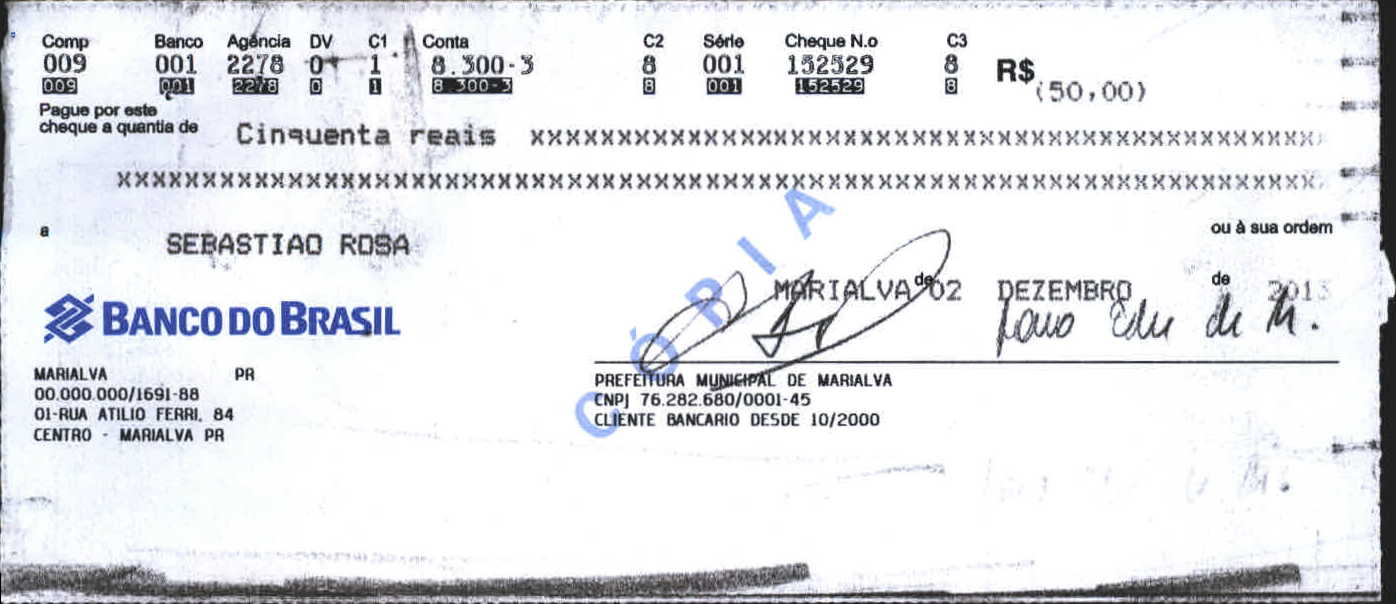 Comp Banco Agência DV C1 Conta C2 Série Cheque N.o C3
009 001 2278 0 1 8.300-3 8 001 152529 8
009 001 2278 0 1 8 300-3 8 001 152529 8
R$ (50,00)
Pague por este
cheque a quantia de Cinquenta reais xxxxxxxxxxxxxxxxxxxxxxxxxxxxxxxxxxxxxxxxxxxxxxxxxxxxxx
xxxxxxxxxxxxxxxxxxxxxxxxxxxxxxxxxxxxxxxxxxxxxxxxxxxxxxxxxxxxxxxxxxxxxxxxxxxxxxxxxxx
a SEBASTIAO ROSA ou à sua ordem
CÓPIA
MARIALVA de 02 DEZEMBRO de 2013
BANCO DO BRASIL
MARIALVA PR
00.000.000/1691-88
01-RUA ATILIO FERRI, 84
CENTRO - MARIALVA PR
PREFEITURA MUNICIPAL DE MARIALVA
CNPJ 76.282.680/0001-45
CLIENTE BANCARIO DESDE 10/2000